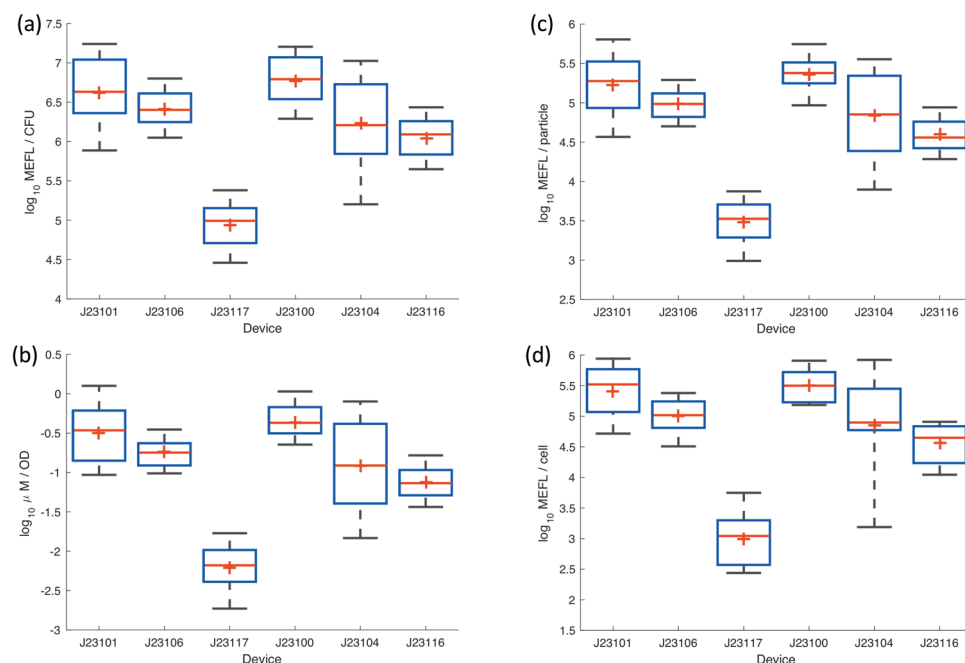 (a)
7.5
7
6.5
6
5.5
5
4.5
4
log10 MEFL / CFU
J23101 J23106 J23117 J23100 J23104 J23116
Device
(c)
6
5.5
5
4.5
4
3.5
3
2.5
log10 MEFL / particle
J23101 J23106 J23117 J23100 J23104 J23116
Device
(b)
0.5
0
-0.5
-1
-1.5
-2
-2.5
-3
log10 μ M / OD
J23101 J23106 J23117 J23100 J23104 J23116
Device
(d)
6
5.5
5
4.5
4
3.5
3
2.5
2
1.5
log10 MEFL / cell
J23101 J23106 J23117 J23100 J23104 J23116
Device